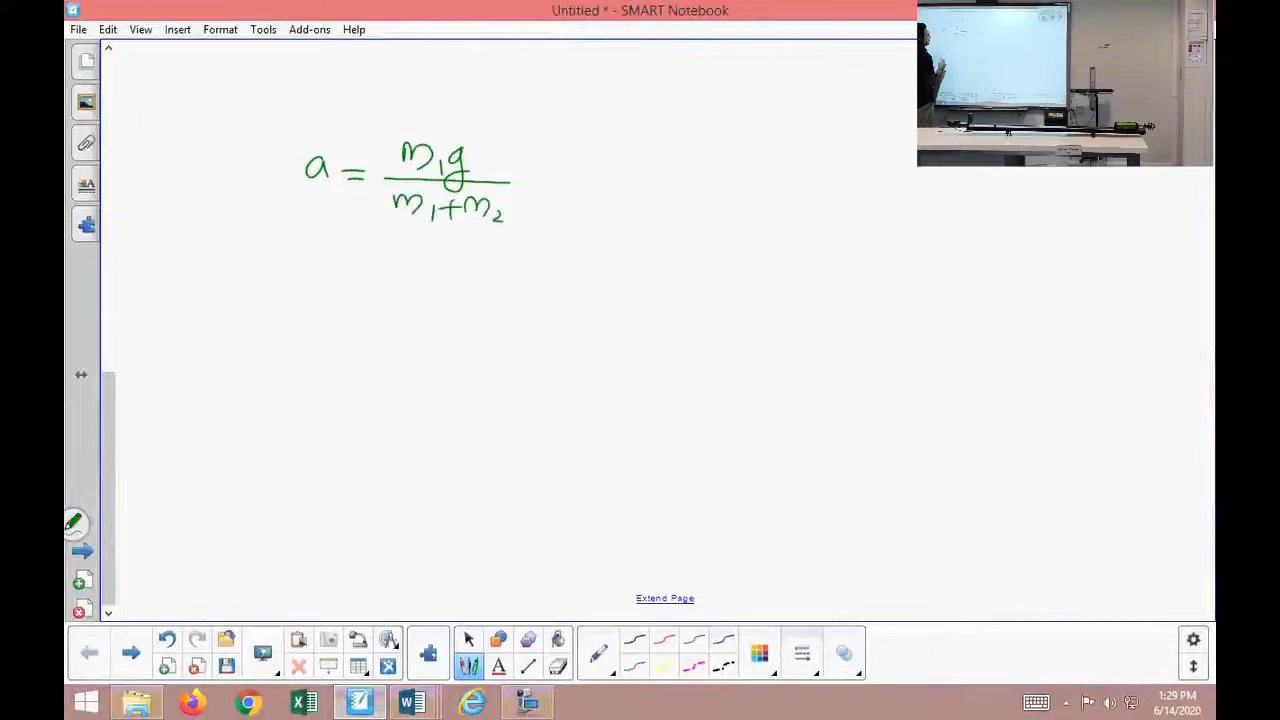 Untitled * - SMART Notebook
File Edit View Insert Format Tools Add-ons Help
a = m₁g / m₁+m₂
Extend Page
1:29 PM
6/14/2020